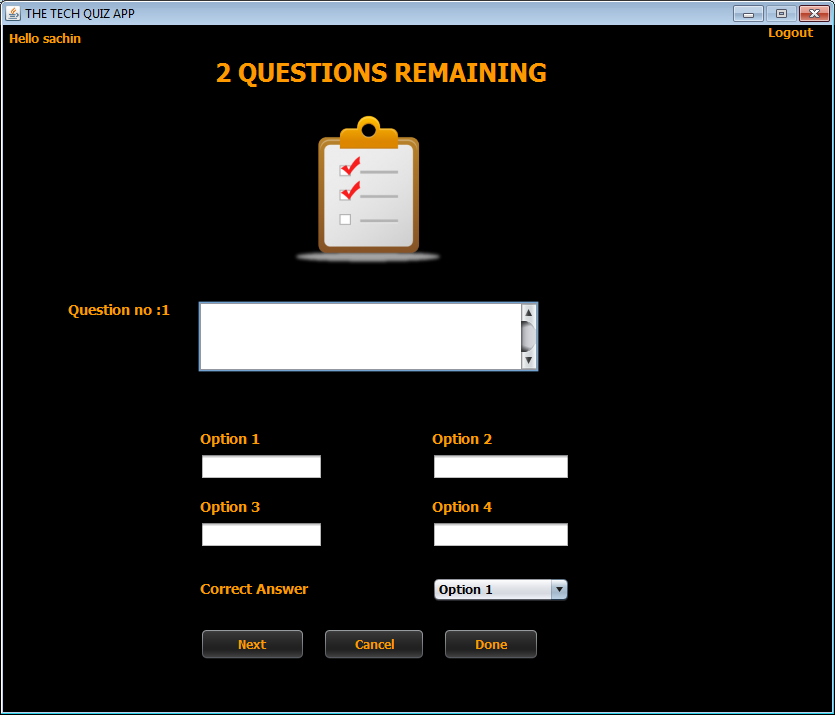 THE TECH QUIZ APP
Hello sachin
Logout
2 QUESTIONS REMAINING
Question no :1
Option 1
Option 2
Option 3
Option 4
Correct Answer
Option 1
Next
Cancel
Done